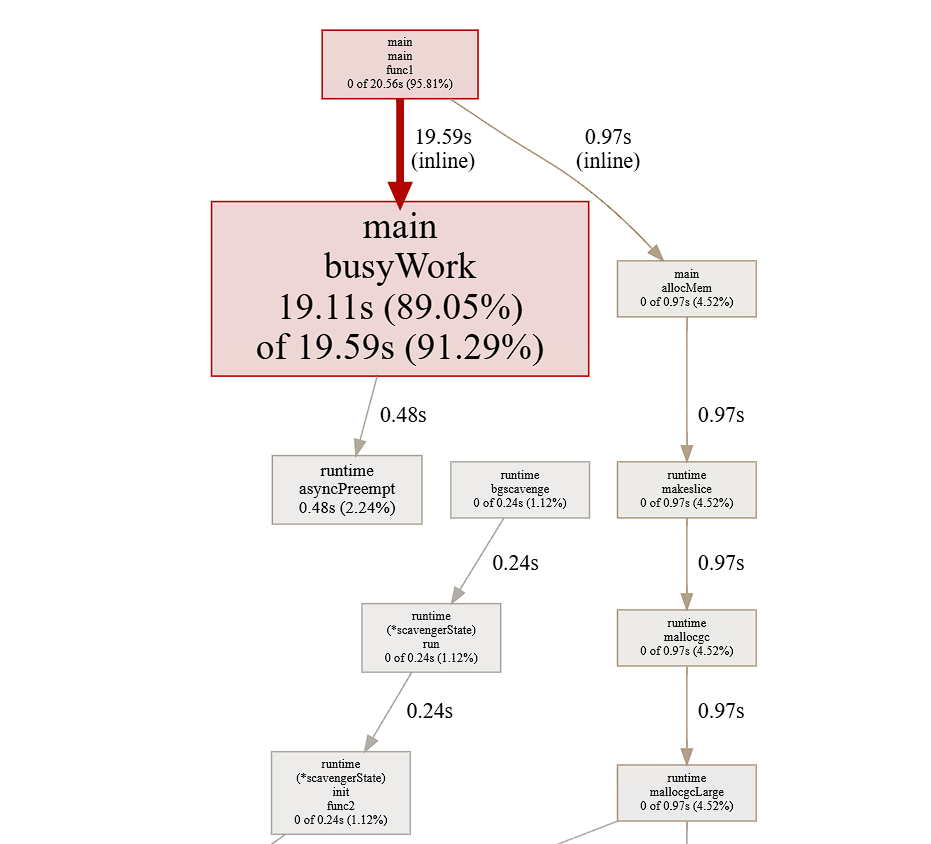 main
main
func1
0 of 20.56s (95.81%)
19.59s
(inline)
0.97s
(inline)
main
busyWork
19.11s (89.05%)
of 19.59s (91.29%)
main
allocMem
0 of 0.97s (4.52%)
0.48s
0.97s
runtime
asyncPreempt
0.48s (2.24%)
runtime
bgscavenge
0 of 0.24s (1.12%)
runtime
makeslice
0 of 0.97s (4.52%)
0.24s
0.97s
runtime
(*scavengerState)
run
0 of 0.24s (1.12%)
runtime
mallocgc
0 of 0.97s (4.52%)
0.24s
0.97s
runtime
(*scavengerState)
init
func2
0 of 0.24s (1.12%)
runtime
mallocgcLarge
0 of 0.97s (4.52%)